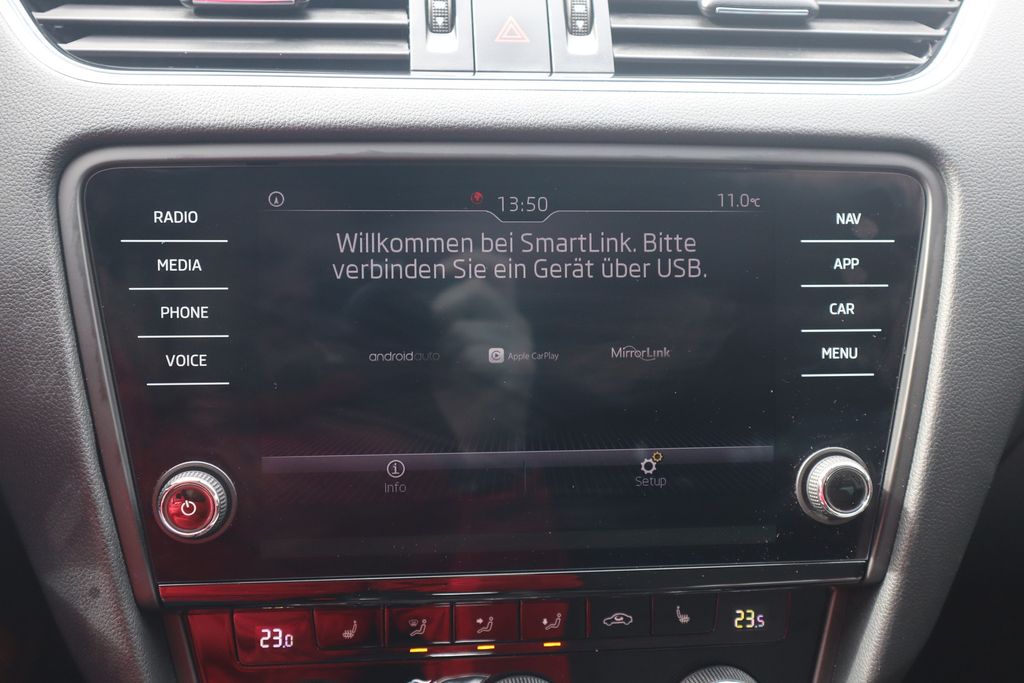 13:50
11.0°C
RADIO
MEDIA
PHONE
VOICE
Willkommen bei SmartLink. Bitte
verbinden Sie ein Gerät über USB.
androidauto
Apple CarPlay
MirrorLink
NAV
APP
CAR
MENU
Info
Setup
23.0
23.5